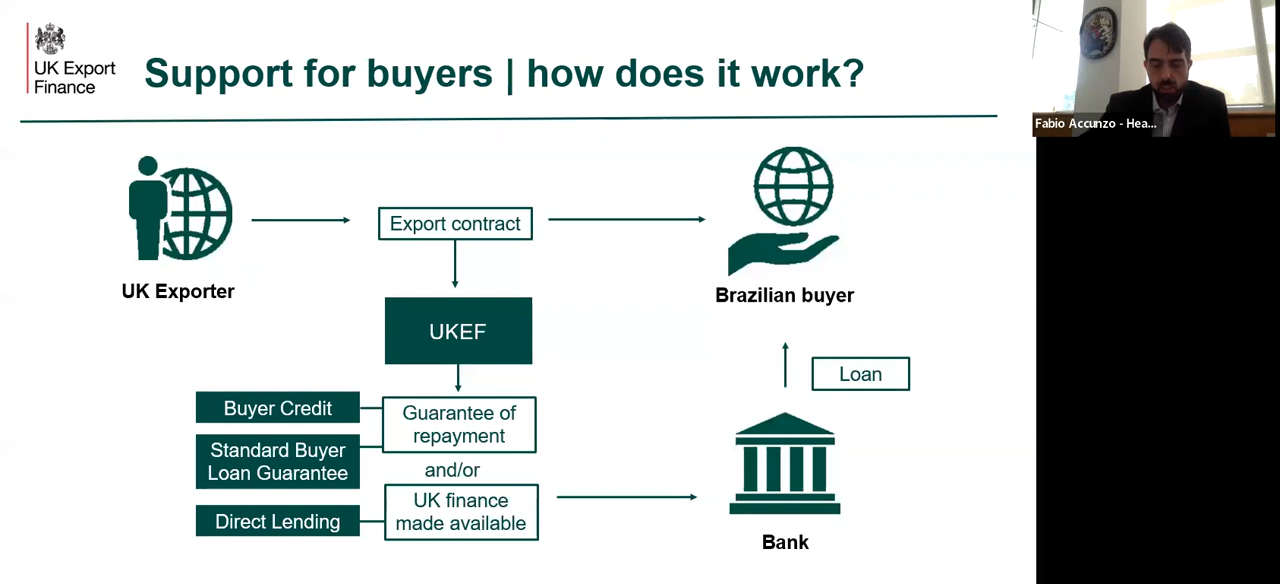 UK Export
Finance
Support for buyers | how does it work?
Fabio Accunzo - Hea...
Export contract
UK Exporter
Brazilian buyer
UKEF
Loan
Buyer Credit
Guarantee of
repayment
Standard Buyer
Loan Guarantee
and/or
UK finance
made available
Direct Lending
Bank